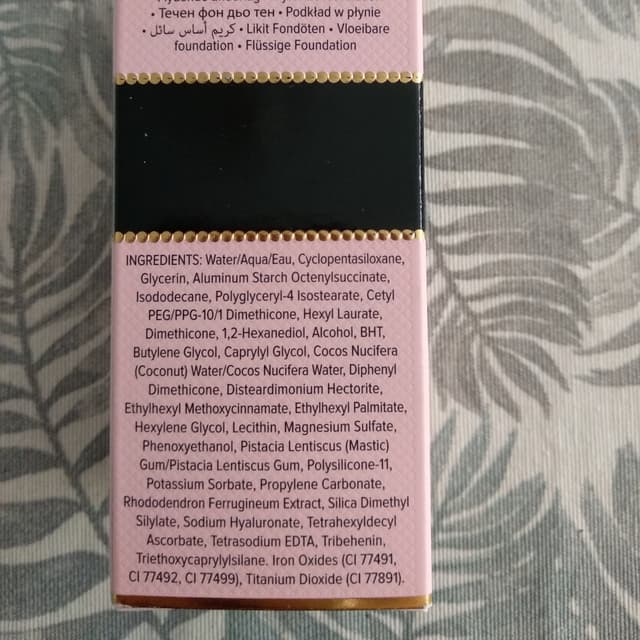 • Течен фон дьо тен • Podkład w płynie
• كريم أساس سائل • Likit Fondöten • Vloeibare
foundation • Flüssige Foundation
INGREDIENTS: Water/Aqua/Eau, Cyclopentasiloxane,
Glycerin, Aluminum Starch Octenylsuccinate,
Isododecane, Polyglyceryl-4 Isostearate, Cetyl
PEG/PPG-10/1 Dimethicone, Hexyl Laurate,
Dimethicone, 1,2-Hexanediol, Alcohol, BHT,
Butylene Glycol, Caprylyl Glycol, Cocos Nucifera
(Coconut) Water/Cocos Nucifera Water, Diphenyl
Dimethicone, Disteardimonium Hectorite,
Ethylhexyl Methoxycinnamate, Ethylhexyl Palmitate,
Hexylene Glycol, Lecithin, Magnesium Sulfate,
Phenoxyethanol, Pistacia Lentiscus (Mastic)
Gum/Pistacia Lentiscus Gum, Polysilicone-11,
Potassium Sorbate, Propylene Carbonate,
Rhododendron Ferrugineum Extract, Silica Dimethyl
Silylate, Sodium Hyaluronate, Tetrahexyldecyl
Ascorbate, Tetrasodium EDTA, Tribehenin,
Triethoxycaprylylsilane. Iron Oxides (CI 77491,
CI 77492, CI 77499), Titanium Dioxide (CI 77891).